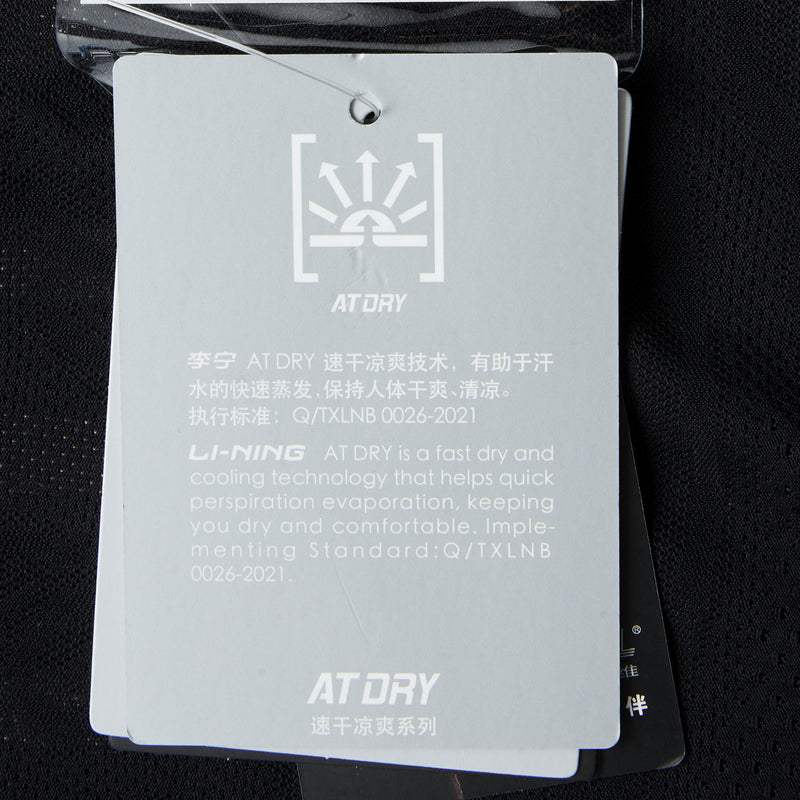 AT DRY
李宁 AT DRY 速干凉爽技术，有助于汗
水的快速蒸发,保持人体干爽、清凉。
执行标准：Q/TXLNB 0026-2021
LI-NING AT DRY is a fast dry and
cooling technology that helps quick
perspiration evaporation, keeping
you dry and comfortable. Imple-
menting Standard:Q/TXLNB
0026-2021.
AT DRY
速干凉爽系列
L®
维
伴